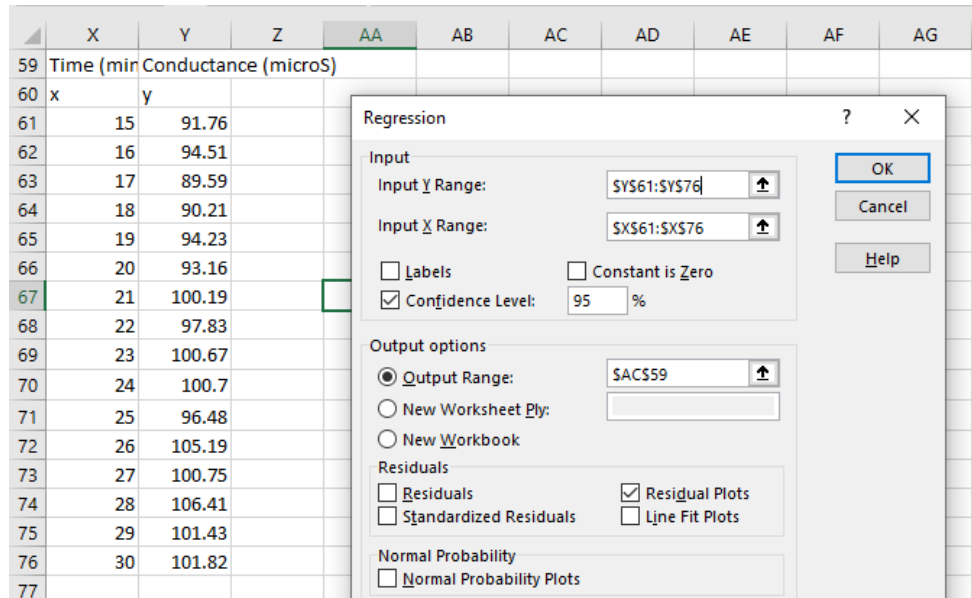 X Y Z AA AB AC AD AE AF AG
59 Time (min Conductance (microS)
60 x y
61 15 91.76
62 16 94.51
63 17 89.59
64 18 90.21
65 19 94.23
66 20 93.16
67 21 100.19
68 22 97.83
69 23 100.67
70 24 100.7
71 25 96.48
72 26 105.19
73 27 100.75
74 28 106.41
75 29 101.43
76 30 101.82
77
Regression ? X
Input
Input Y Range: $Y$61:$Y$76
Input X Range: $X$61:$X$76
Labels Constant is Zero
Confidence Level: 95 %
OK
Cancel
Help
Output options
Output Range: $AC$59
New Worksheet Ply:
New Workbook
Residuals
Residuals Residual Plots
Standardized Residuals Line Fit Plots
Normal Probability
Normal Probability Plots